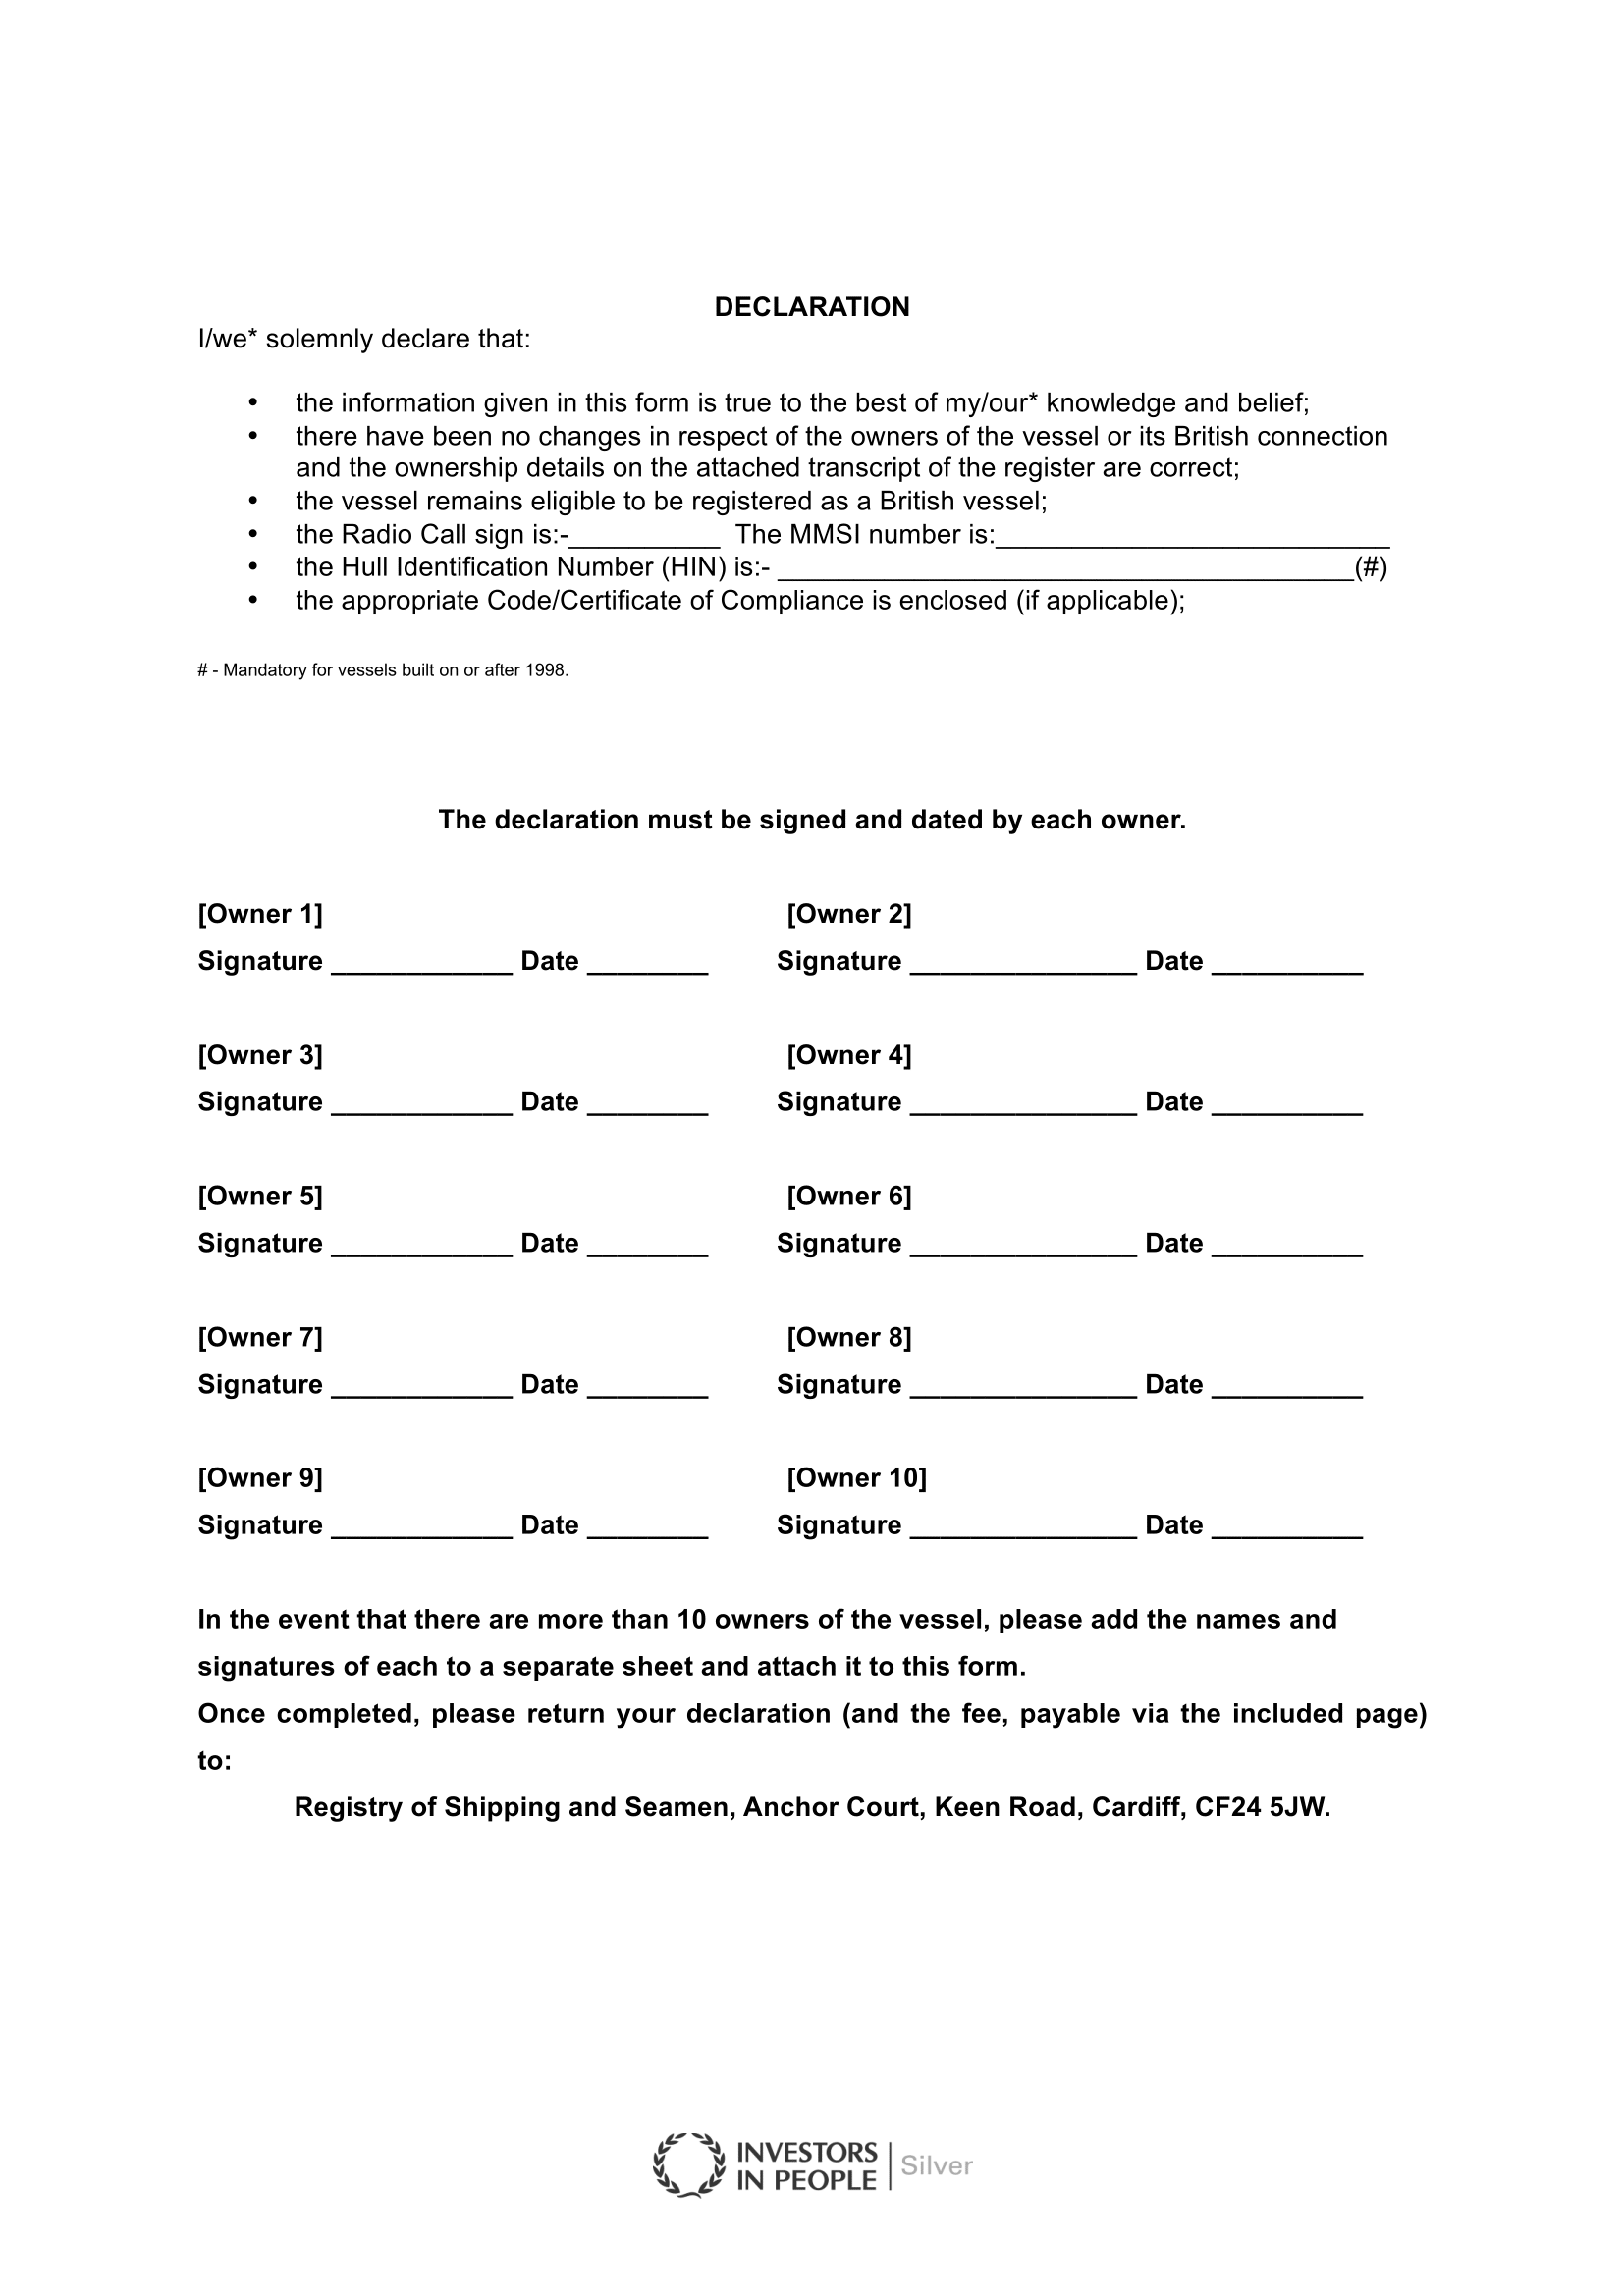 DECLARATION
I/we* solemnly declare that:
• the information given in this form is true to the best of my/our* knowledge and belief;
• there have been no changes in respect of the owners of the vessel or its British connection
and the ownership details on the attached transcript of the register are correct;
• the vessel remains eligible to be registered as a British vessel;
• the Radio Call sign is:-__________ The MMSI number is:__________________________
• the Hull Identification Number (HIN) is:- ______________________________________(#)
• the appropriate Code/Certificate of Compliance is enclosed (if applicable);
# - Mandatory for vessels built on or after 1998.
The declaration must be signed and dated by each owner.
[Owner 1] [Owner 2]
Signature ____________ Date ________ Signature _______________ Date __________
[Owner 3] [Owner 4]
Signature ____________ Date ________ Signature _______________ Date __________
[Owner 5] [Owner 6]
Signature ____________ Date ________ Signature _______________ Date __________
[Owner 7] [Owner 8]
Signature ____________ Date ________ Signature _______________ Date __________
[Owner 9] [Owner 10]
Signature ____________ Date ________ Signature _______________ Date __________
In the event that there are more than 10 owners of the vessel, please add the names and
signatures of each to a separate sheet and attach it to this form.
Once completed, please return your declaration (and the fee, payable via the included page)
to:
Registry of Shipping and Seamen, Anchor Court, Keen Road, Cardiff, CF24 5JW.
INVESTORS
IN PEOPLE | Silver